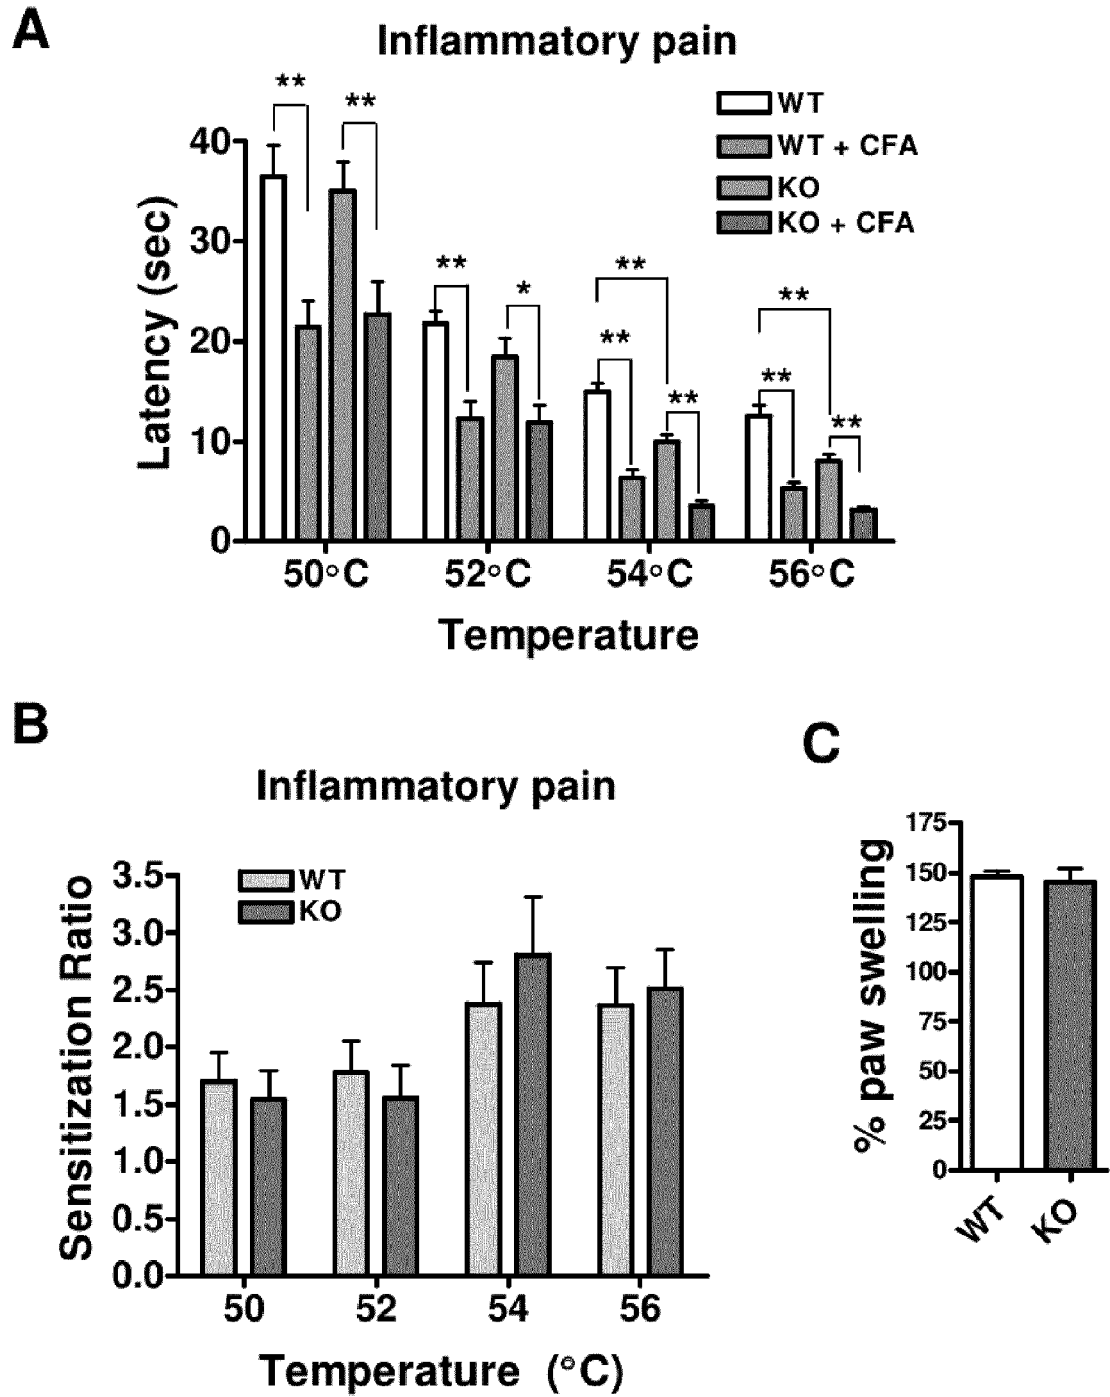 A
Inflammatory pain
** **
WT
WT + CFA
KO
KO + CFA
Latency (sec)
40
30
20
10
0
** *
** ** **
** ** **
50°C 52°C 54°C 56°C
Temperature
B
Inflammatory pain
WT
KO
Sensitization Ratio
3.5
3.0
2.5
2.0
1.5
1.0
0.5
0.0
50 52 54 56
Temperature (°C)
C
% paw swelling
175
150
125
100
75
50
25
0
WT KO